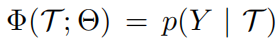 Φ(𝒯; Θ) = p(Y | 𝒯)